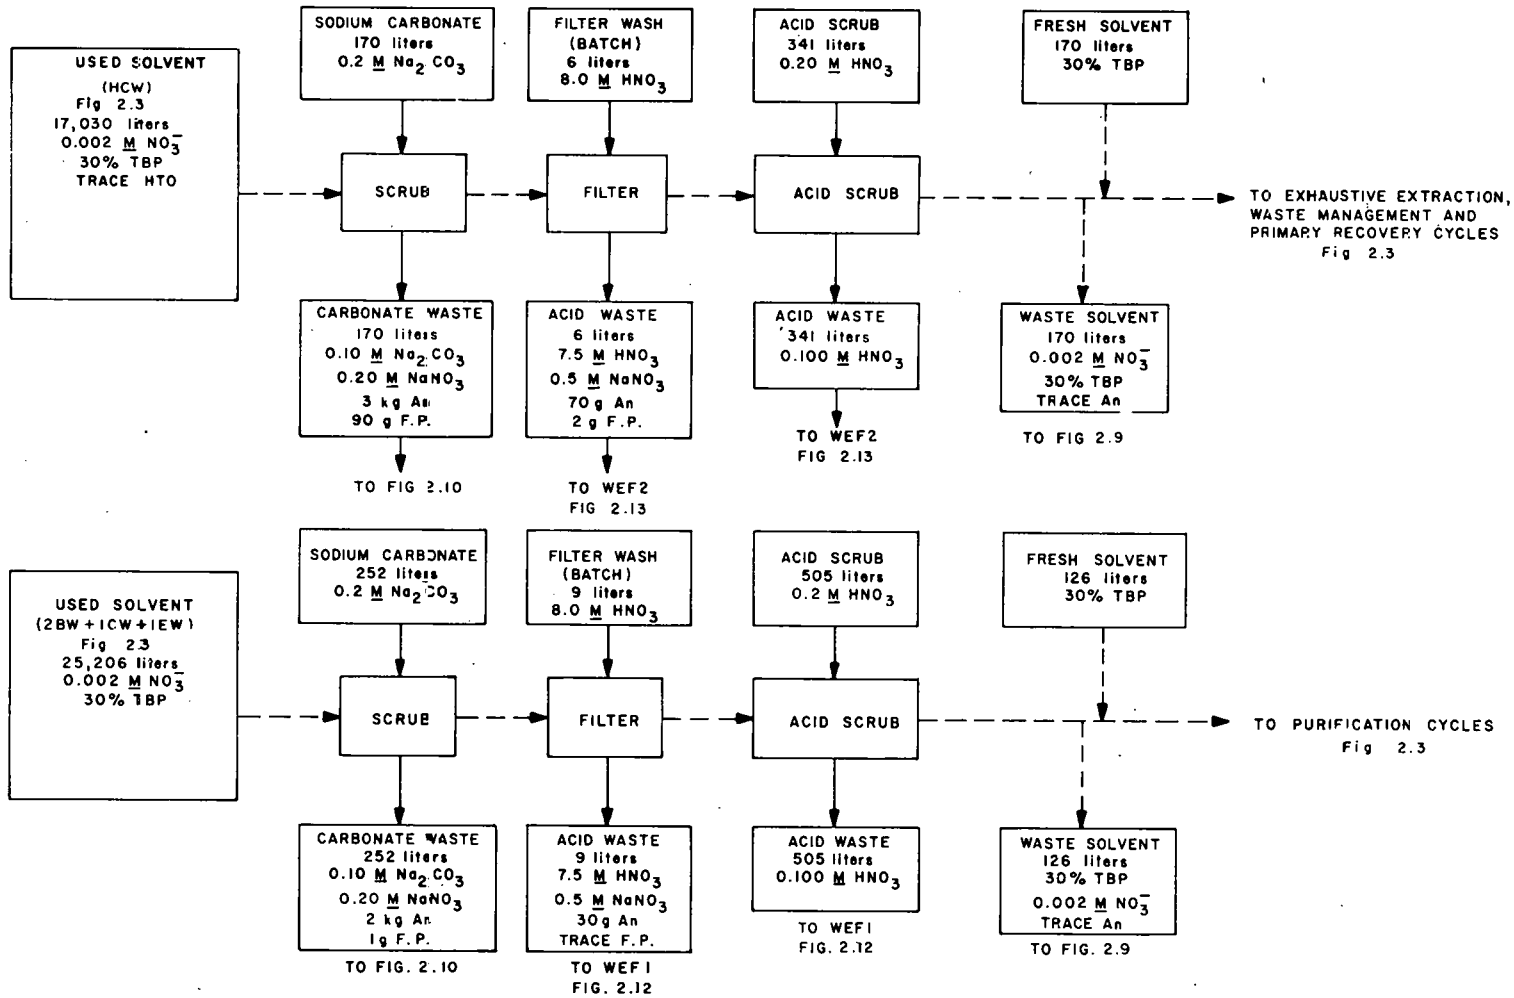 USED SOLVENT
(HCW)
Fig 2.3
17,030 liters
0.002 M NO3-
30% TBP
TRACE HTO
SODIUM CARBONATE
170 liters
0.2 M Na2 CO3
FILTER WASH
(BATCH)
6 liters
8.0 M HNO3
ACID SCRUB
341 liters
0.20 M HNO3
FRESH SOLVENT
170 liters
30% TBP
SCRUB
FILTER
ACID SCRUB
TO EXHAUSTIVE EXTRACTION,
WASTE MANAGEMENT AND
PRIMARY RECOVERY CYCLES
Fig 2.3
CARBONATE WASTE
170 liters
0.10 M Na2 CO3
0.20 M NaNO3
3 kg An
90 g F.P.
TO FIG 2.10
ACID WASTE
6 liters
7.5 M HNO3
0.5 M NaNO3
70 g An
2 g F.P.
TO WEF2
FIG 2.13
ACID WASTE
341 liters
0.100 M HNO3
TO WEF2
FIG 2.13
WASTE SOLVENT
170 liters
0.002 M NO3-
30% TBP
TRACE An
TO FIG 2.9
USED SOLVENT
(2BW+1CW+1EW)
Fig 2.3
25,206 liters
0.002 M NO3-
30% TBP
SODIUM CARBONATE
252 liters
0.2 M Na2CO3
FILTER WASH
(BATCH)
9 liters
8.0 M HNO3
ACID SCRUB
505 liters
0.2 M HNO3
FRESH SOLVENT
126 liters
30% TBP
SCRUB
FILTER
ACID SCRUB
TO PURIFICATION CYCLES
Fig 2.3
CARBONATE WASTE
252 liters
0.10 M Na2CO3
0.20 M NaNO3
2 kg An
1g F.P.
TO FIG. 2.10
ACID WASTE
9 liters
7.5 M HNO3
0.5 M NaNO3
30g An
TRACE F.P.
TO WEF1
FIG. 2.12
ACID WASTE
505 liters
0.100 M HNO3
TO WEF1
FIG. 2.12
WASTE SOLVENT
126 liters
30% TBP
0.002 M NO3-
TRACE An
TO FIG. 2.9